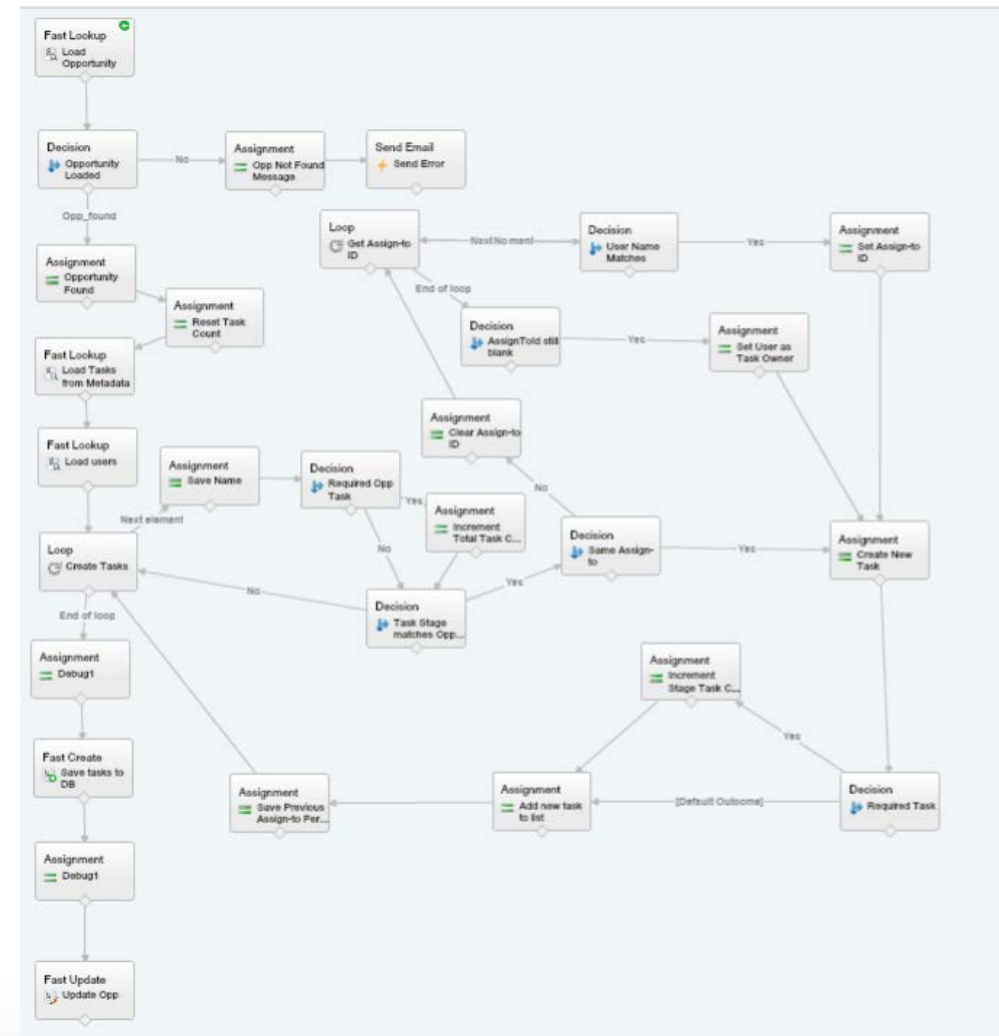 Fast Lookup
Load
Opportunity
Decision
Opportunity
Loaded
No
Assignment
Opp Not Found
Message
Send Email
Send Error
Opp_found
Assignment
Opportunity
Found
Assignment
Reset Task
Count
Loop
Get Assign-to
ID
Decision
User Name
Matches
Yes
Assignment
Set Assign-to
ID
End of loop
Decision
AssignToId still
blank
Yes
Assignment
Set User as
Task Owner
Fast Lookup
Load Tasks
from Metadata
Fast Lookup
Load users
Assignment
Clear Assign-to
ID
No
Assignment
Save Name
Decision
Required Opp
Task
Yes
Assignment
Increment
Total Task C...
No
Next element
Loop
Create Tasks
Decision
Same Assign-
to
Yes
Assignment
Create New
Task
Yes
No
Decision
Task Stage
matches Opp...
End of loop
Assignment
Debug1
Assignment
Increment
Stage Task C...
Yes
Fast Create
Save tasks to
DB
Assignment
Save Previous
Assign-to Per...
Assignment
Add new task
to list
[Default Outcome]
Decision
Required Task
Assignment
Debug1
Fast Update
Update Opp